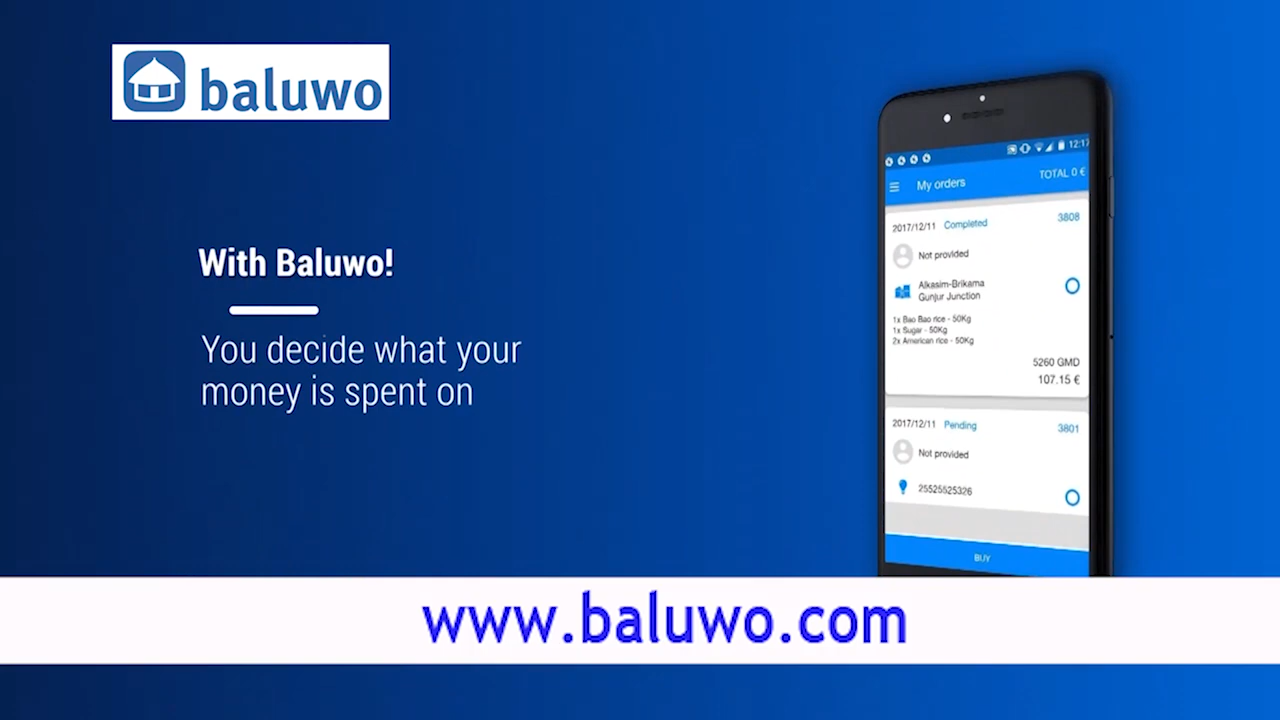 baluwo
With Baluwo!
You decide what your
money is spent on
12:17
My orders
TOTAL 0 €
2017/12/11 Completed 3808
Not provided
Alkasim-Brikama
Gunjur Junction
1x Bao Bao rice - 50Kg
1x Sugar - 50Kg
2x American rice - 50Kg
5260 GMD
107.15 €
2017/12/11 Pending 3801
Not provided
25525525326
BUY
www.baluwo.com